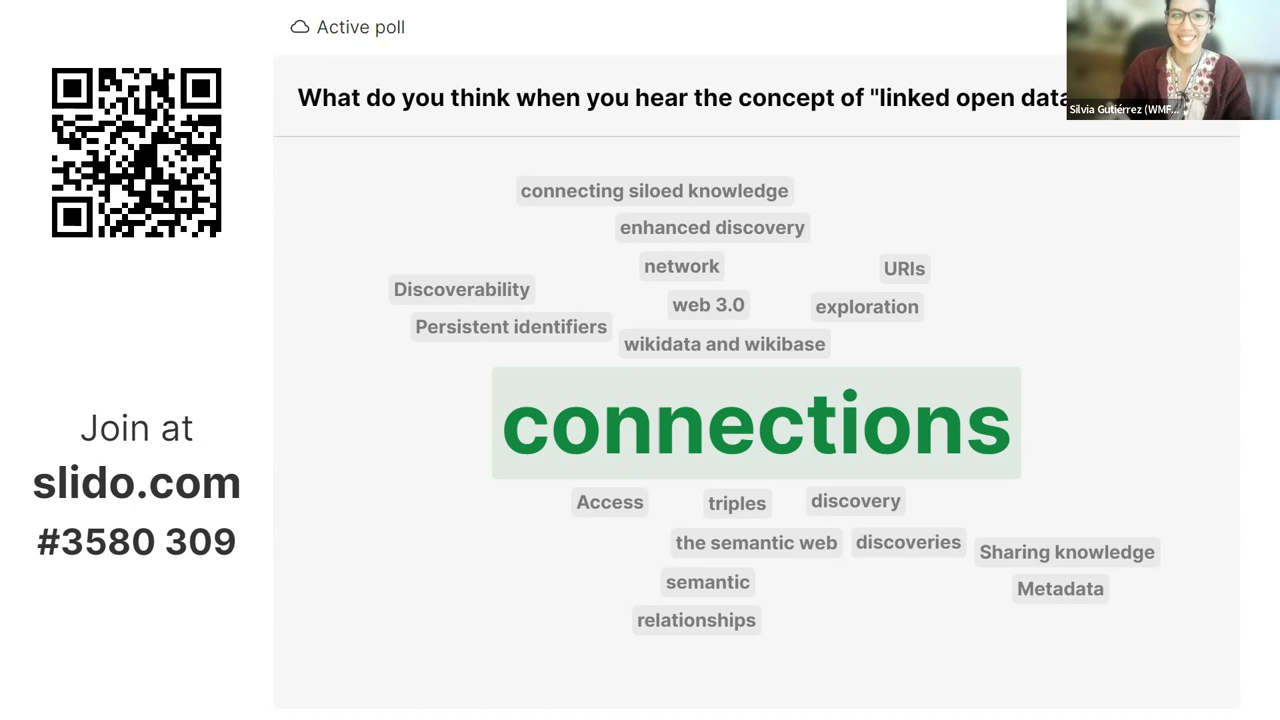 Active poll
What do you think when you hear the concept of "linked open data
Silvia Gutiérrez (WMF...
connecting siloed knowledge
enhanced discovery
network
URIs
Discoverability
web 3.0
exploration
Persistent identifiers
wikidata and wikibase
connections
Join at
slido.com
#3580 309
Access
triples
discovery
the semantic web
discoveries
Sharing knowledge
semantic
Metadata
relationships